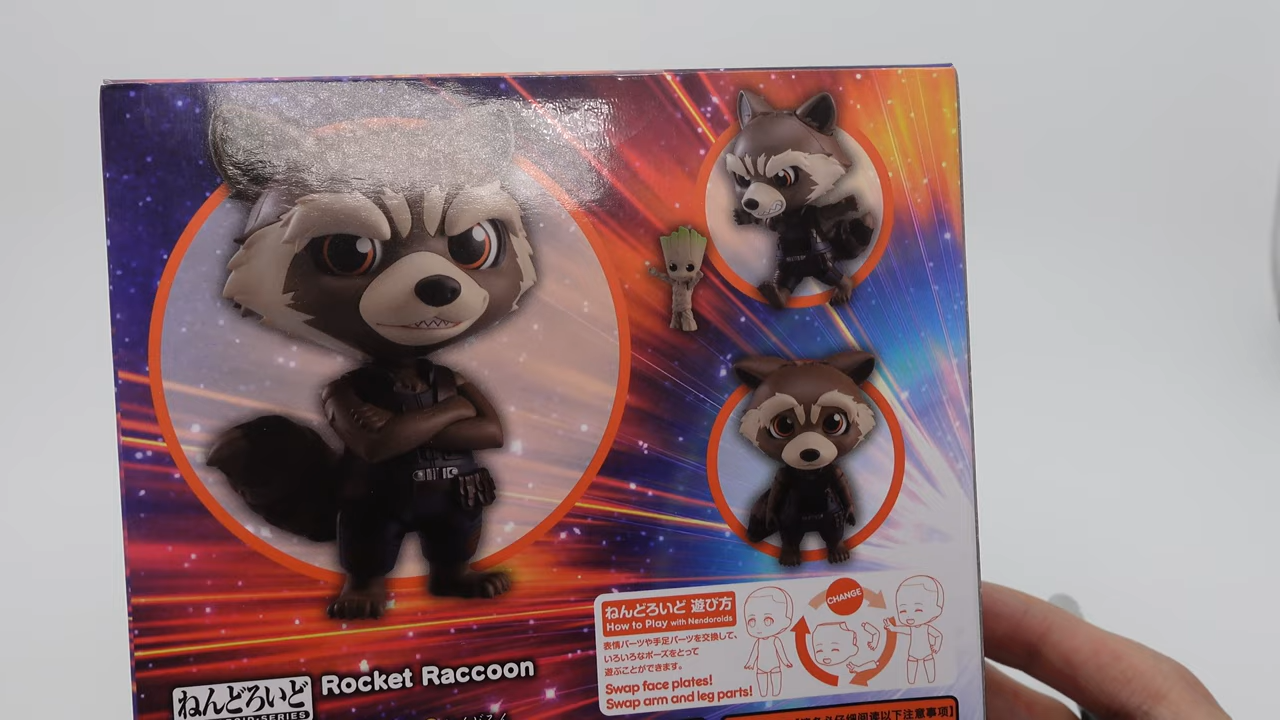 CHANGE
ねんどろいど 遊び方
How to Play with Nendoroids
表情パーツや手足パーツを交換して、
いろいろなポーズをとって
遊ぶことができます。
Swap face plates!
Swap arm and leg parts!
Rocket Raccoon
ねんどろいど